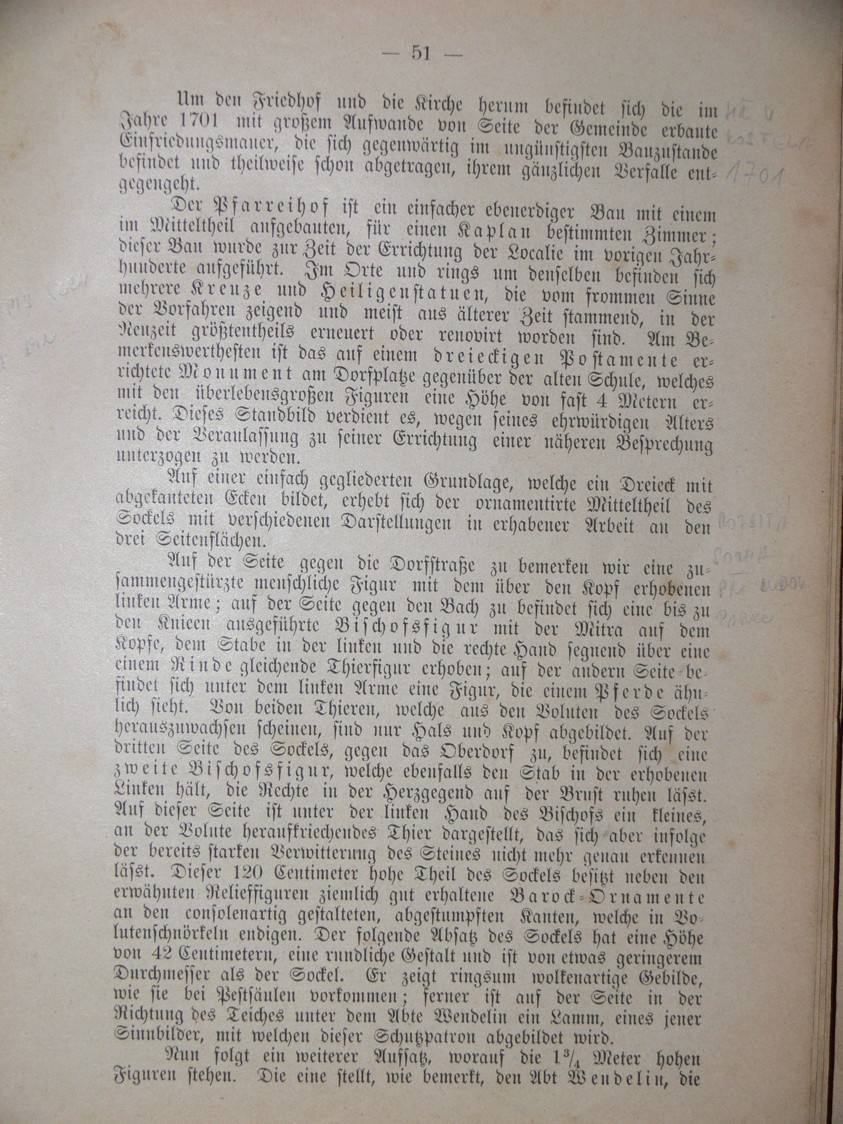 — 51 —
Um den Friedhof und die Kirche herum befindet sich die im
Jahre 1701 mit großem Aufwande von Seite der Gemeinde erbaute
Einfriedungsmauer, die sich gegenwärtig im ungünstigsten Bauzustande
befindet und theilweise schon abgetragen, ihrem gänzlichen Verfalle ent-
gegengeht.
1701
Der Pfarreihof ist ein einfacher ebenerdiger Bau mit einem
im Mitteltheil aufgebauten, für einen Kaplan bestimmten Zimmer;
dieser Bau wurde zur Zeit der Errichtung der Localie im vorigen Jahr-
hunderte aufgeführt. Im Orte und rings um denselben befinden sich
mehrere Kreuze und Heiligenstatuen, die vom frommen Sinne
der Vorfahren zeigend und meist aus älterer Zeit stammend, in der
Neuzeit größtentheils erneuert oder renovirt worden sind. Am Be-
merkenswerthesten ist das auf einem dreieckigen Postamente er-
richtete Monument am Dorfplatze gegenüber der alten Schule, welches
mit den überlebensgroßen Figuren eine Höhe von fast 4 Metern er-
reicht. Dieses Standbild verdient es, wegen seines ehrwürdigen Alters
und der Veranlassung zu seiner Errichtung einer näheren Besprechung
unterzogen zu werden.
Auf einer einfach gegliederten Grundlage, welche ein Dreieck mit
abgekanteten Ecken bildet, erhebt sich der ornamentirte Mitteltheil des
Sockels mit verschiedenen Darstellungen in erhabener Arbeit an den
drei Seitenflächen.
Auf der Seite gegen die Dorfstraße zu bemerken wir eine zu-
sammengestürzte menschliche Figur mit dem über den Kopf erhobenen
linken Arme; auf der Seite gegen den Bach zu befindet sich eine bis zu
den Knieen ausgeführte Bischofsfigur mit der Mitra auf dem
Kopfe, dem Stabe in der linken und die rechte Hand segnend über eine
einem Rinde gleichende Thierfigur erhoben; auf der andern Seite be-
findet sich unter dem linken Arme eine Figur, die einem Pferde ähn-
lich sieht. Von beiden Thieren, welche aus den Voluten des Sockels
herauszuwachsen scheinen, sind nur Hals und Kopf abgebildet. Auf der
dritten Seite des Sockels, gegen das Oberdorf zu, befindet sich eine
zweite Bischofsfigur, welche ebenfalls den Stab in der erhobenen
Linken hält, die Rechte in der Herzgegend auf der Brust ruhen lässt.
Auf dieser Seite ist unter der linken Hand des Bischofs ein kleines,
an der Volute heraufkriechendes Thier dargestellt, das sich aber infolge
der bereits starken Verwitterung des Steines nicht mehr genau erkennen
lässt. Dieser 120 Centimeter hohe Theil des Sockels besitzt neben den
erwähnten Relieffiguren ziemlich gut erhaltene Barock-Ornamente
an den consolenartig gestalteten, abgestumpften Kanten, welche in Vo-
lutenschnörkeln endigen. Der folgende Absatz des Sockels hat eine Höhe
von 42 Centimetern, eine rundliche Gestalt und ist von etwas geringerem
Durchmesser als der Sockel. Er zeigt ringsum wolkenartige Gebilde,
wie sie bei Pestsäulen vorkommen; ferner ist auf der Seite in der
Richtung des Teiches unter dem Abte Wendelin ein Lamm, eines jener
Sinnbilder, mit welchen dieser Schutzpatron abgebildet wird.
Nun folgt ein weiterer Aufsatz, worauf die 1³/₄ Meter hohen
Figuren stehen. Die eine stellt, wie bemerkt, den Abt Wendelin, die